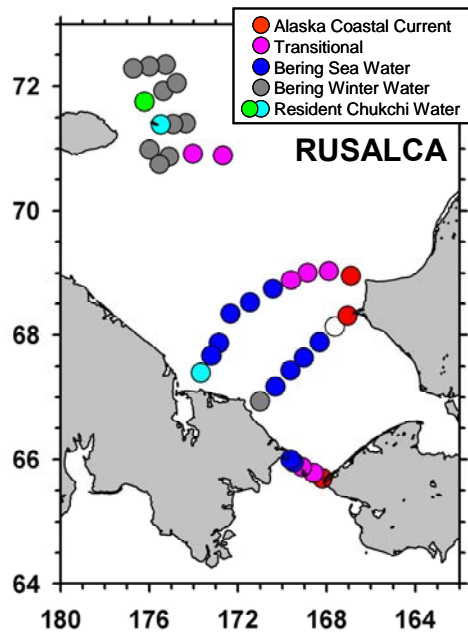 Alaska Coastal Current
Transitional
Bering Sea Water
Bering Winter Water
Resident Chukchi Water
RUSALCA
72
70
68
66
64
180 176 172 168 164